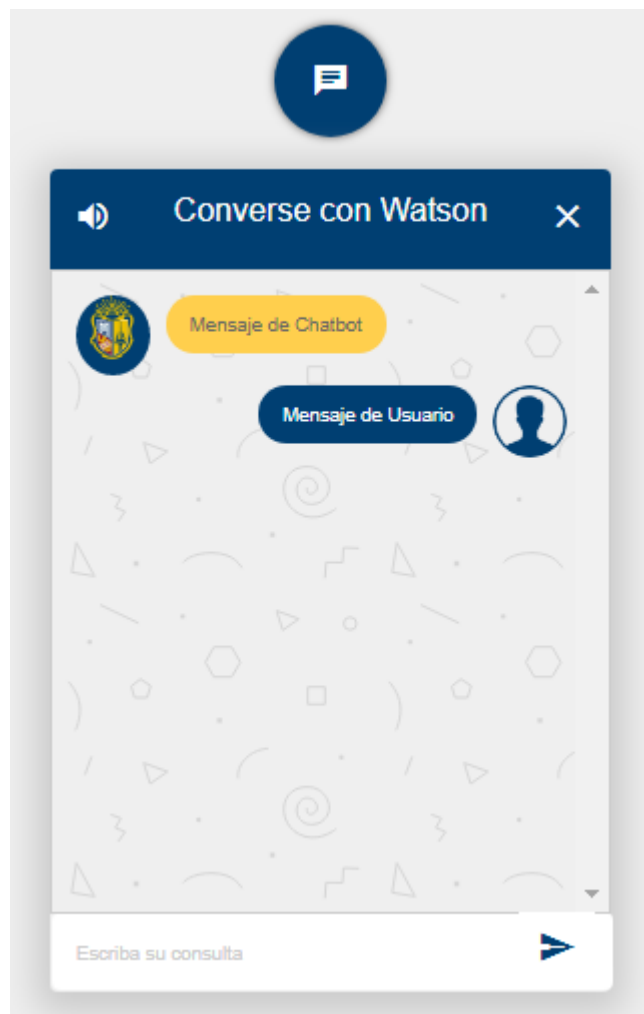 Converse con Watson
Mensaje de Chatbot
Mensaje de Usuario
Escriba su consulta